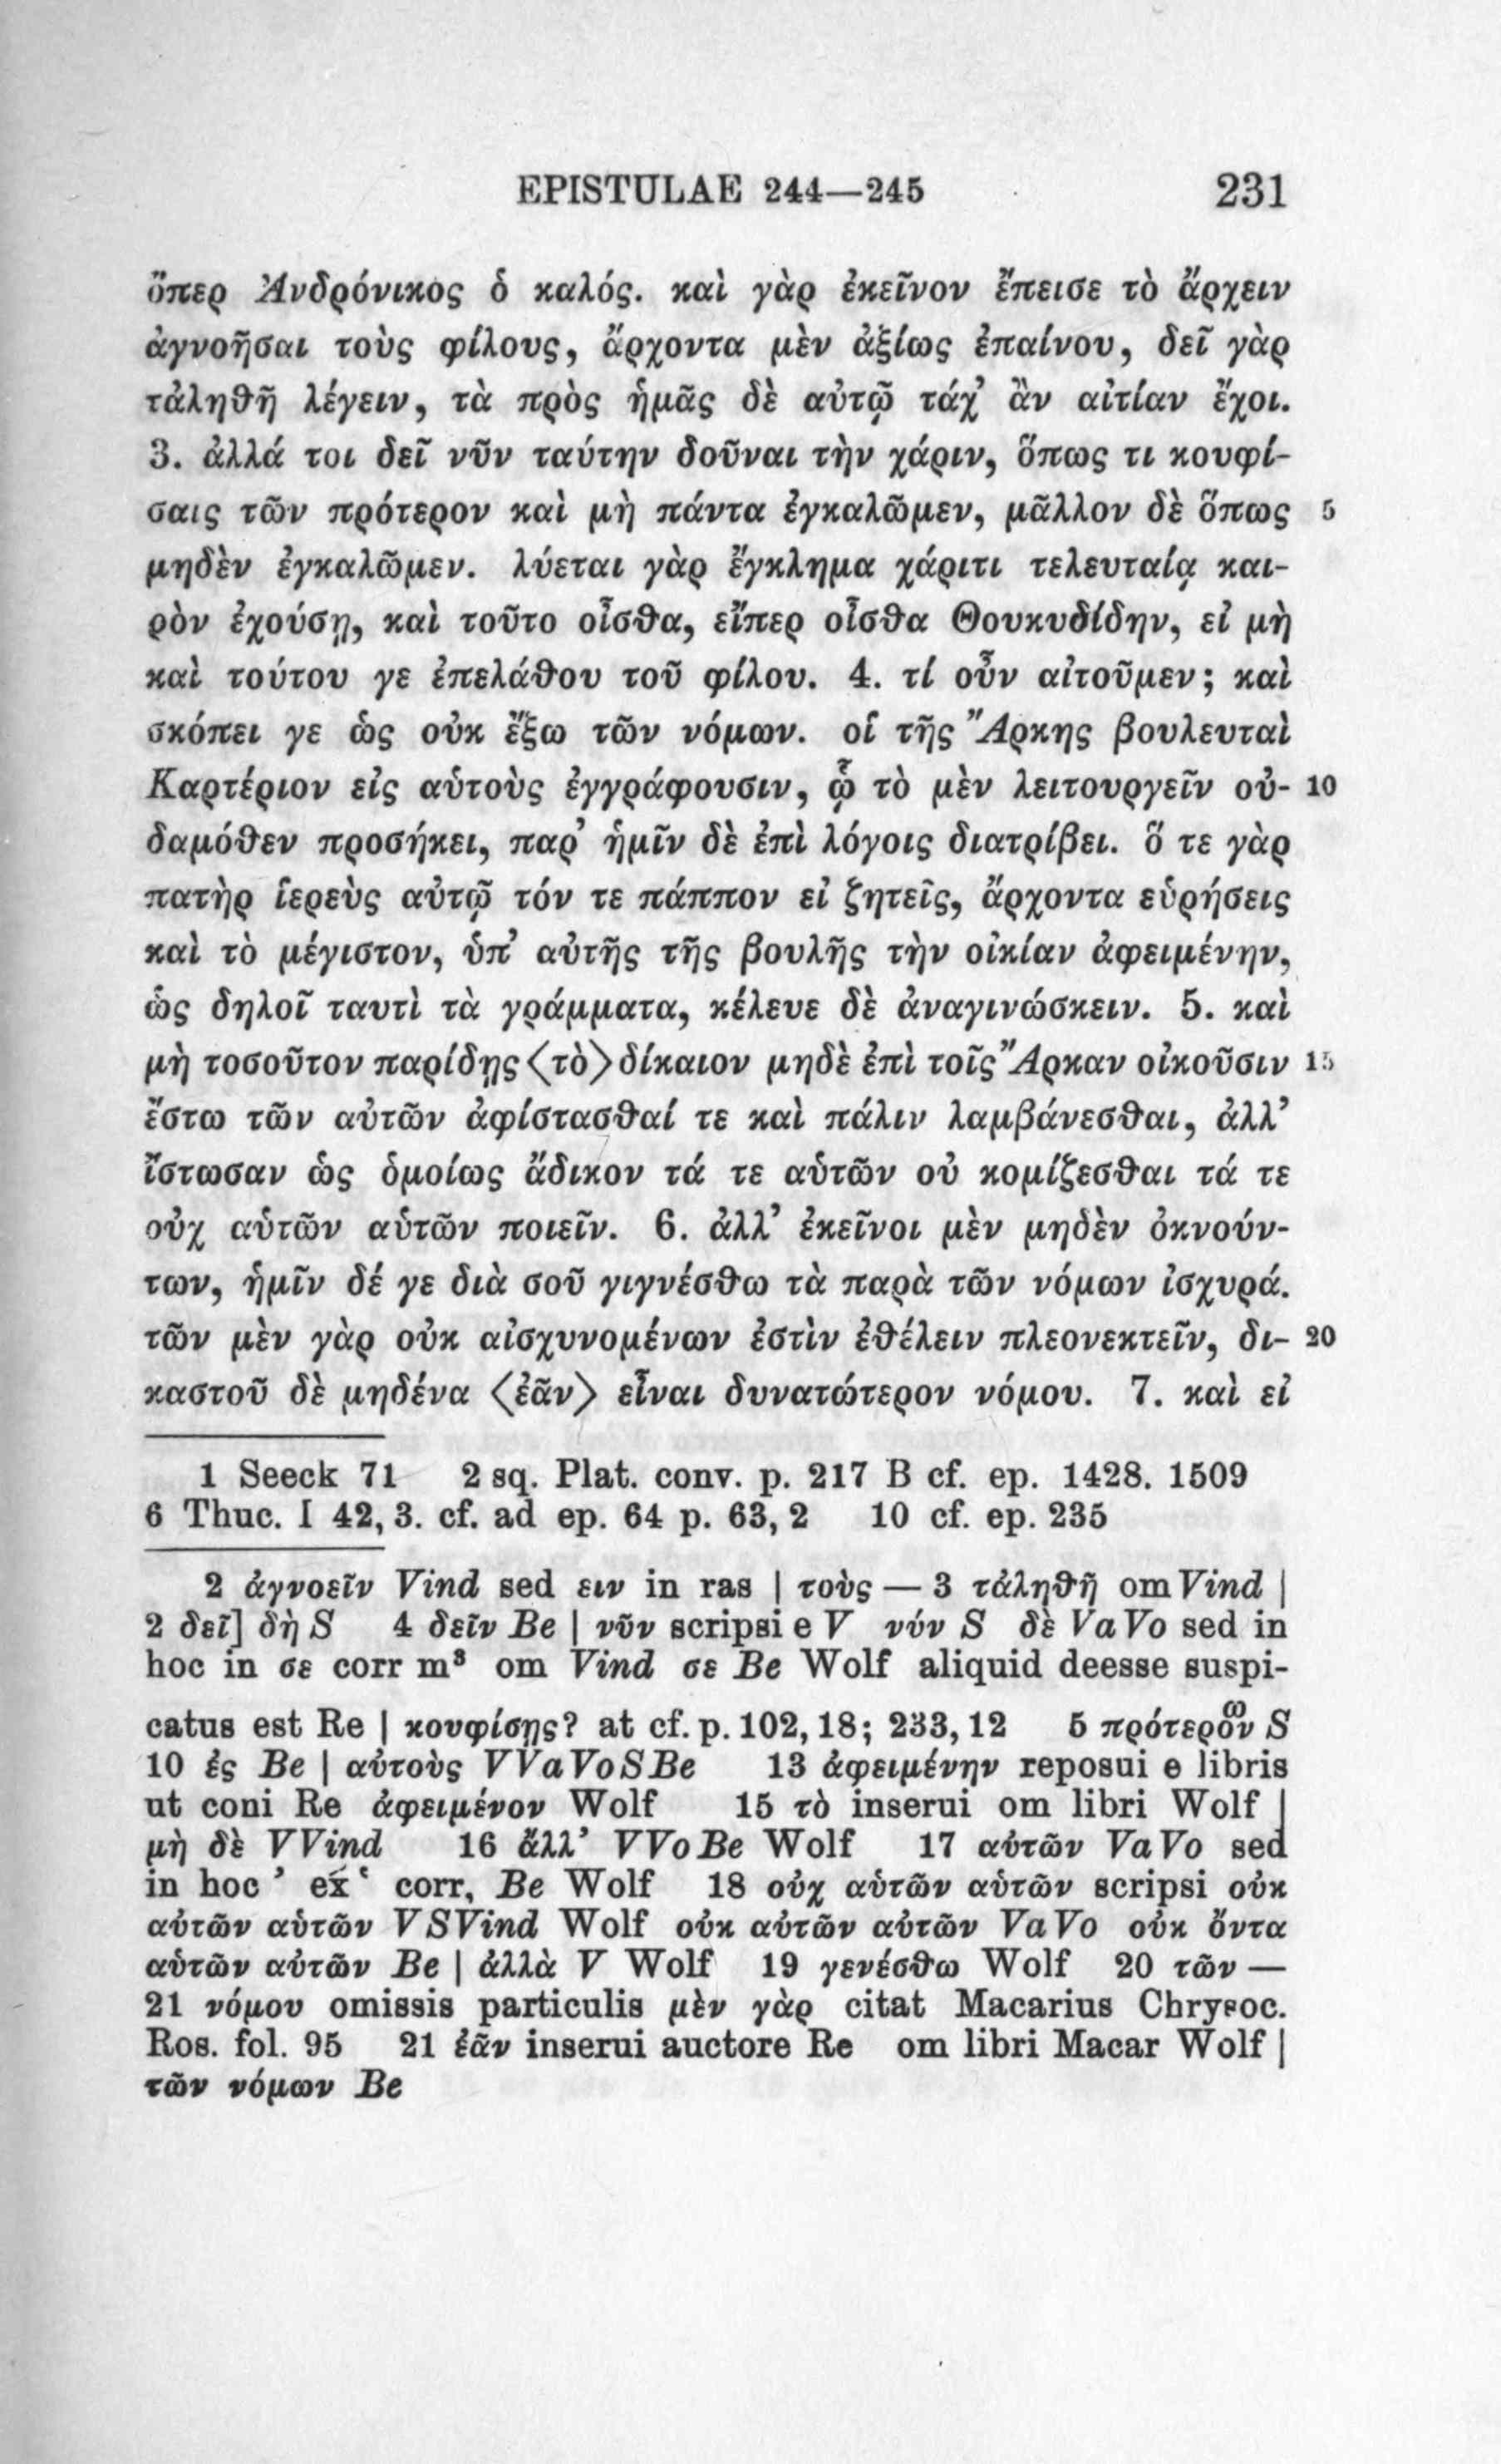 EPISTULAE 244—245 231
ὅπερ Ἀνδρόνικος ὁ καλός. καὶ γὰρ ἐκεῖνον ἔπεισε τὸ ἄρχειν
ἀγνοῆσαι τοὺς φίλους, ἄρχοντα μὲν ἀξίως ἐπαίνου, δεῖ γὰρ
τἀληθῆ λέγειν, τὰ πρὸς ἡμᾶς δὲ αὐτῷ τάχ’ ἂν αἰτίαν ἔχοι.
3. ἀλλά τοι δεῖ νῦν ταύτην δοῦναι τὴν χάριν, ὅπως τι κουφί-
σαις τῶν πρότερον καὶ μὴ πάντα ἐγκαλῶμεν, μᾶλλον δὲ ὅπως 5
μηδὲν ἐγκαλῶμεν. λύεται γὰρ ἔγκλημα χάριτι τελευταίᾳ και-
ρὸν ἐχούσῃ, καὶ τοῦτο οἶσθα, εἴπερ οἶσθα Θουκυδίδην, εἰ μὴ
καὶ τούτου γε ἐπελάθου τοῦ φίλου. 4. τί οὖν αἰτοῦμεν; καὶ
σκόπει γε ὡς οὐκ ἔξω τῶν νόμων. οἱ τῆς Ἄρκης βουλευταὶ
Καρτέριον εἰς αὑτοὺς ἐγγράφουσιν, ᾧ τὸ μὲν λειτουργεῖν οὐ- 10
δαμόθεν προσήκει, παρ’ ἡμῖν δὲ ἐπὶ λόγοις διατρίβει. ὅ τε γὰρ
πατὴρ ἱερεὺς αὐτῷ τόν τε πάππον εἰ ζητεῖς, ἄρχοντα εὑρήσεις
καὶ τὸ μέγιστον, ὑπ’ αὐτῆς τῆς βουλῆς τὴν οἰκίαν ἀφειμένην,
ὡς δηλοῖ ταυτὶ τὰ γράμματα, κέλευε δὲ ἀναγινώσκειν. 5. καὶ
μὴ τοσοῦτον παρίδῃς ⟨τὸ⟩ δίκαιον μηδὲ ἐπὶ τοῖς Ἄρκαν οἰκοῦσιν 15
ἔστω τῶν αὐτῶν ἀφίστασθαί τε καὶ πάλιν λαμβάνεσθαι, ἀλλ’
ἴστωσαν ὡς ὁμοίως ἄδικον τά τε αὑτῶν οὐ κομίζεσθαι τά τε
οὐχ αὑτῶν αὑτῶν ποιεῖν. 6. ἀλλ’ ἐκεῖνοι μὲν μηδὲν ὀκνούν-
των, ἡμῖν δέ γε διὰ σοῦ γιγνέσθω τὰ παρὰ τῶν νόμων ἰσχυρά.
τῶν μὲν γὰρ οὐκ αἰσχυνομένων ἐστὶν ἐθέλειν πλεονεκτεῖν, δι- 20
καστοῦ δὲ μηδένα ⟨ἐᾶν⟩ εἶναι δυνατώτερον νόμου. 7. καὶ εἰ
1 Seeck 71 2 sq. Plat. conv. p. 217 B cf. ep. 1428. 1509
6 Thuc. I 42, 3. cf. ad ep. 64 p. 63, 2 10 cf. ep. 235
2 ἀγνοεῖν Vind sed ειν in ras | τοὺς — 3 τἀληθῆ om Vind |
2 δεῖ] δὴ S 4 δεῖν Be | νῦν scripsi e V νύν S δὲ Va Vo sed in
hoc in σε corr m³ om Vind σε Be Wolf aliquid deesse suspi-
catus est Re | κουφίσῃς? at cf. p. 102, 18; 233, 12 5 πρότεροῶν S
10 ἐς Be | αὐτοὺς V Va Vo S Be 13 ἀφειμένην reposui e libris
ut coni Re ἀφειμένον Wolf 15 τὸ inserui om libri Wolf |
μὴ δὲ V Vind 16 ἄλλ’ V Vo Be Wolf 17 αὐτῶν Va Vo sed
in hoc ’ ex ‛ corr, Be Wolf 18 οὐχ αὑτῶν αὑτῶν scripsi οὐκ
αὐτῶν αὑτῶν V S Vind Wolf οὐκ αὐτῶν αὐτῶν Va Vo οὐκ ὄντα
αὑτῶν αὐτῶν Be | ἀλλὰ V Wolf 19 γενέσθω Wolf 20 τῶν —
21 νόμου omissis particulis μὲν γὰρ citat Macarius Chrysoc.
Ros. fol. 95 21 ἐᾶν inserui auctore Re om libri Macar Wolf |
τῶν νόμων Be